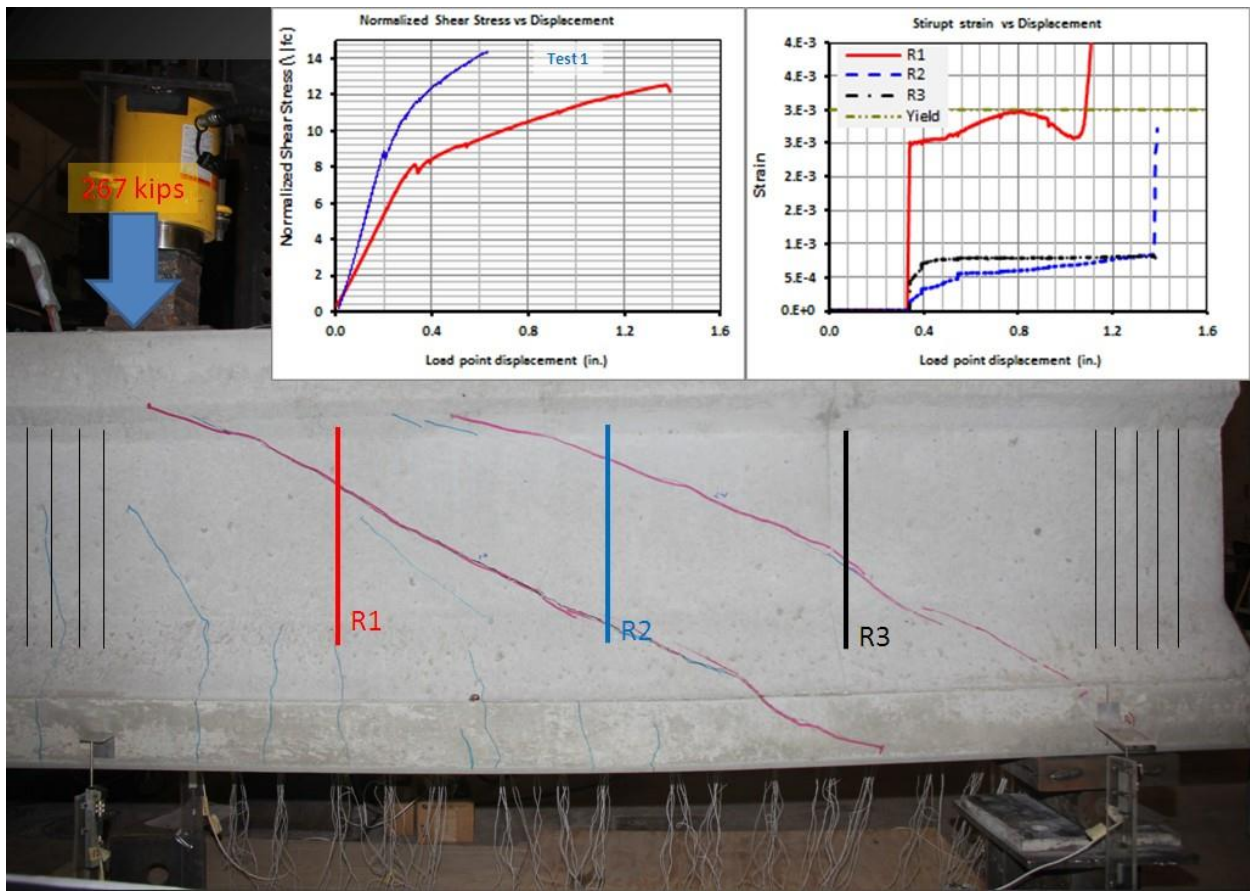 Normalized Shear Stress vs Displacement
Normalized Shear Stress(\|fc)
14
12
10
8
6
4
2
0
Test 1
0.0 0.4 0.8 1.2 1.6
Load point displacement (in.)
Stirupt strain vs Displacement
Strain
4.E-3
4.E-3
3.E-3
3.E-3
2.E-3
2.E-3
1.E-3
5.E-4
0.E+0
R1
R2
R3
Yield
0.0 0.4 0.8 1.2 1.6
Load point displacement (in.)
267 kips
R1
R2
R3